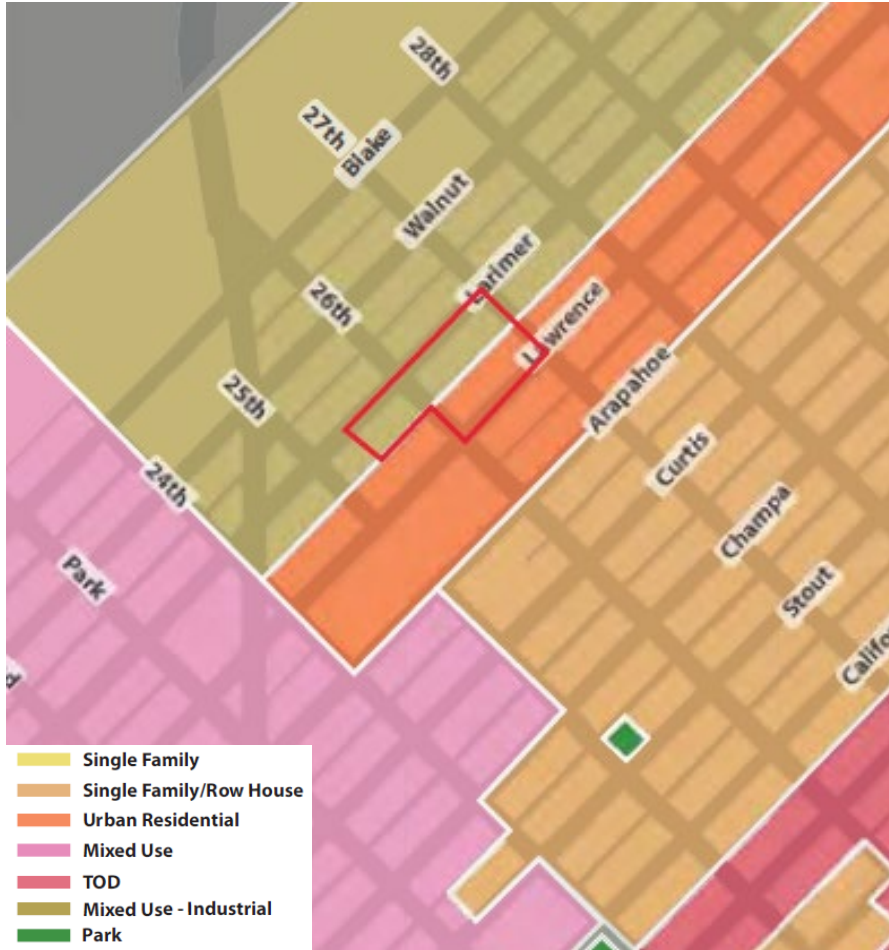 28th
27th
Blake
Walnut
Larimer
26th
Lawrence
Arapahoe
25th
Curtis
24th
Champa
Park
Stout
Califo
d
Single Family
Single Family/Row House
Urban Residential
Mixed Use
TOD
Mixed Use - Industrial
Park